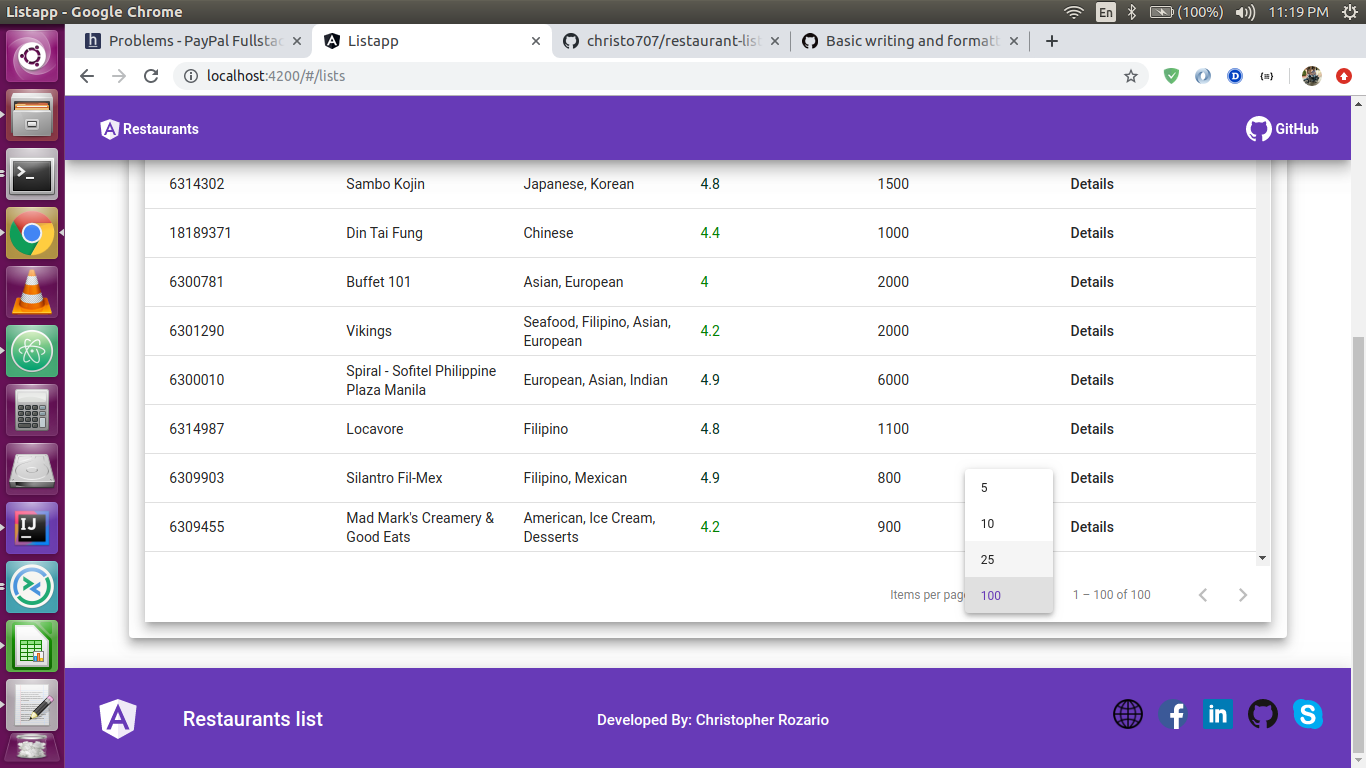 Listapp - Google Chrome
En
(100%)
11:19 PM
Problems - PayPal Fullstac
Listapp
christo707/restaurant-list
Basic writing and formatt
localhost:4200/#/lists
Restaurants
GitHub
6314302 Sambo Kojin Japanese, Korean 4.8 1500 Details
18189371 Din Tai Fung Chinese 4.4 1000 Details
6300781 Buffet 101 Asian, European 4 2000 Details
6301290 Vikings Seafood, Filipino, Asian, 4.2 2000 Details
European
6300010 Spiral - Sofitel Philippine European, Asian, Indian 4.9 6000 Details
Plaza Manila
6314987 Locavore Filipino 4.8 1100 Details
6309903 Silantro Fil-Mex Filipino, Mexican 4.9 800 Details
6309455 Mad Mark's Creamery & American, Ice Cream, 4.2 900 Details
Good Eats Desserts
5
10
25
100
Items per pag
1 – 100 of 100
Restaurants list
Developed By: Christopher Rozario